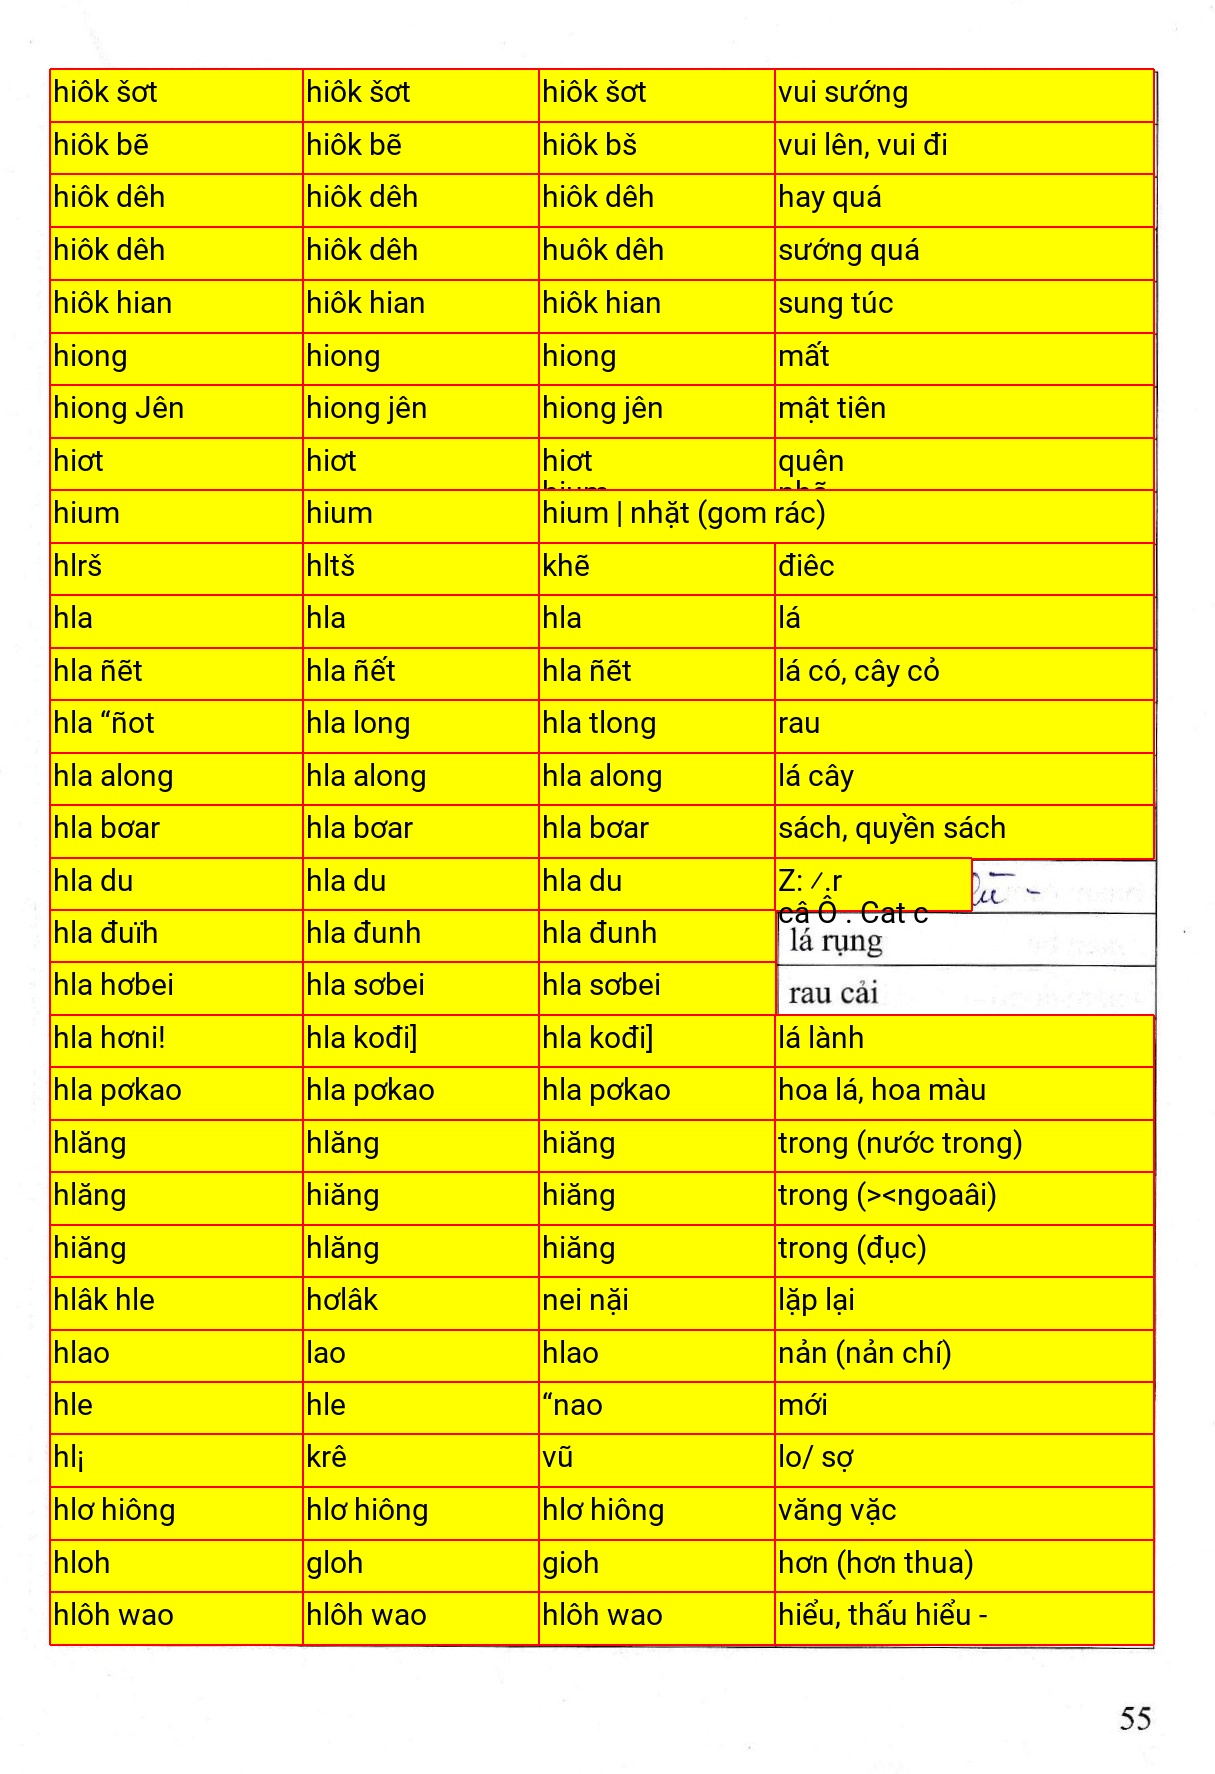 hiôk šơt hiôk šơt hiôk šơt vui sướng
hiôk bẽ hiôk bẽ hiôk bš vui lên, vui đi
hiôk dêh hiôk dêh hiôk dêh hay quá
hiôk dêh hiôk dêh huôk dêh sướng quá
hiôk hian hiôk hian hiôk hian sung túc
hiong hiong hiong mất
hiong Jên hiong jên hiong jên mật tiên
hiơt hiơt hiơt quên
hium hium hium | nhặt (gom rác)
hlrš hltš khẽ điêc
hla hla hla lá
hla ñẽt hla ñết hla ñẽt lá có, cây cỏ
hla “ñot hla long hla tlong rau
hla along hla along hla along lá cây
hla bơar hla bơar hla bơar sách, quyền sách
hla du hla du hla du Z: ⁄.r
câ Ô . Cat c
hla đuïh hla đunh hla đunh lá rụng
hla hơbei hla sơbei hla sơbei rau cải
hla hơni! hla kođi] hla kođi] lá lành
hla pơkao hla pơkao hla pơkao hoa lá, hoa màu
hlăng hlăng hiăng trong (nước trong)
hlăng hiăng hiăng trong (><ngoaâi)
hiăng hlăng hiăng trong (đục)
hlâk hle hơlâk nei nặi lặp lại
hlao lao hlao nản (nản chí)
hle hle “nao mới
hl¡ krê vũ lo/ sợ
hlơ hiông hlơ hiông hlơ hiông văng vặc
hloh gloh gioh hơn (hơn thua)
hlôh wao hlôh wao hlôh wao hiểu, thấu hiểu -
55